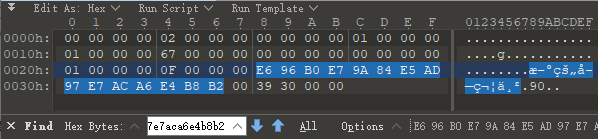 Edit As: Hex Run Script Run Template
0 1 2 3 4 5 6 7 8 9 A B C D E F 0123456789ABCDEF
0000h: 00 00 00 00 02 00 00 00 00 00 00 00 01 00 00 00 ................
0010h: 01 00 00 00 67 00 00 00 00 00 00 00 00 00 00 00 ....g...........
0020h: 01 00 00 00 0F 00 00 00 E6 96 B0 E7 9A 84 E5 AD ........æ–°çš„å
0030h: 97 E7 AC A6 E4 B8 B2 00 39 30 00 00 —ç¬¦ä¸².90..
Find Hex Bytes: 7e7aca6e4b8b2 All Options E6 96 B0 E7 9A 84 E5 AD 97 E7 A